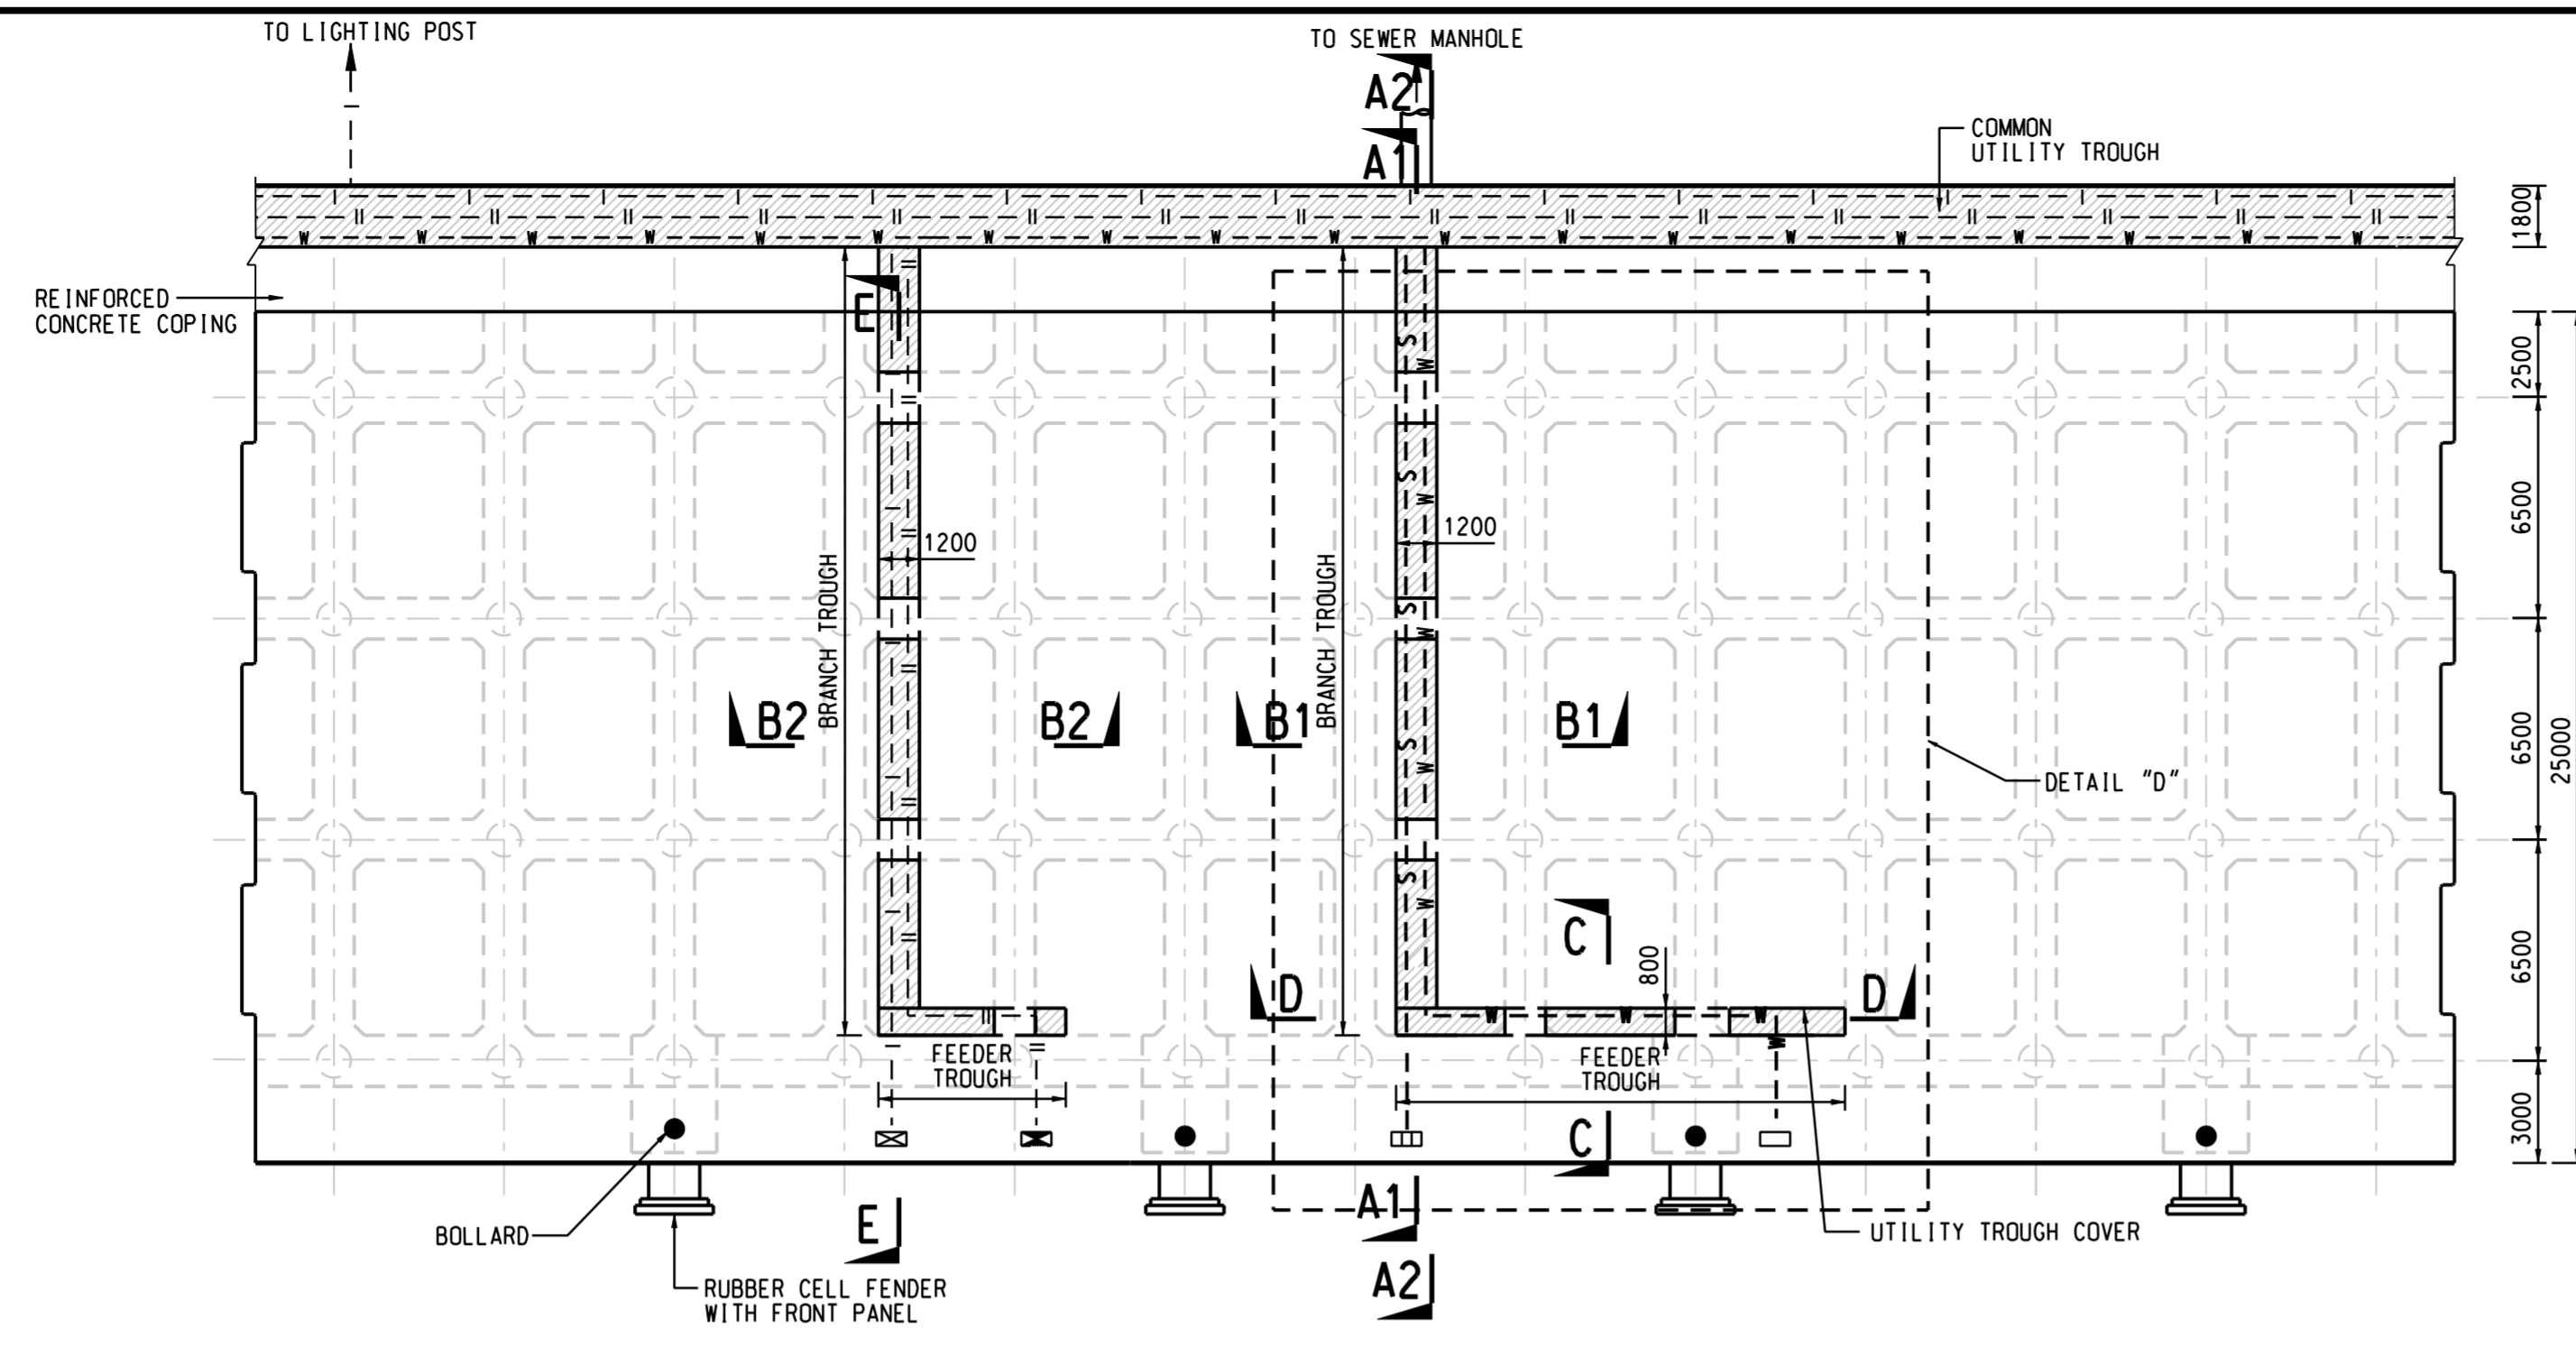 TO LIGHTING POST
TO SEWER MANHOLE
A2
A1
COMMON
UTILITY TROUGH
1800
W W W W W W W W W W W W W W W W W W W
REINFORCED
CONCRETE COPING
E
S
W
2500
S
W
6500
1200
1200
BRANCH TROUGH
BRANCH TROUGH
S
W
B2
B2
B1
B1
S
W
6500
25000
DETAIL "D"
S
W
C
800
6500
D
D
W W W
W
FEEDER
TROUGH
FEEDER
TROUGH
3000
C
A1
E
BOLLARD
UTILITY TROUGH COVER
A2
RUBBER CELL FENDER
WITH FRONT PANEL